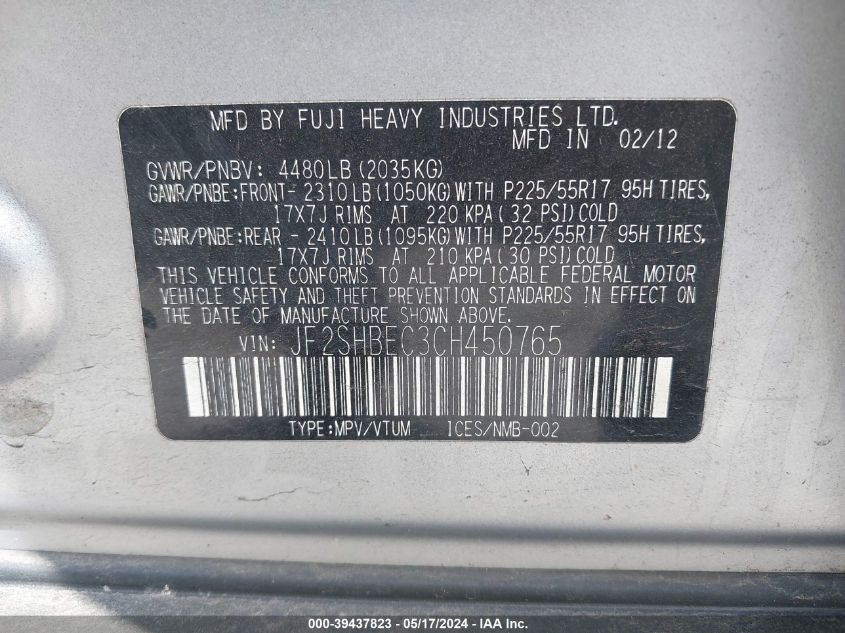 MFD BY FUJI HEAVY INDUSTRIES LTD.
MFD IN 02/12
GVWR/PNBV: 4480LB (2035KG)
GAWR/PNBE:FRONT- 2310LB (1050KG) WITH P225/55R17 95H TIRES,
17X7J RIMS AT 220 KPA (32 PSI) COLD
GAWR/PNBE:REAR - 2410LB (1095KG) WITH P225/55R17 95H TIRES,
17X7J RIMS AT 210 KPA (30 PSI) COLD
THIS VEHICLE CONFORMS TO ALL APPLICABLE FEDERAL MOTOR
VEHICLE SAFETY AND THEFT PREVENTION STANDARDS IN EFFECT ON
THE DATE OF MANUFACTURE SHOWN ABOVE.
VIN: JF2SHBEC3CH450765
TYPE:MPV/VTUM ICES/NMB-002
000-39437823 - 05/17/2024 - IAA Inc.